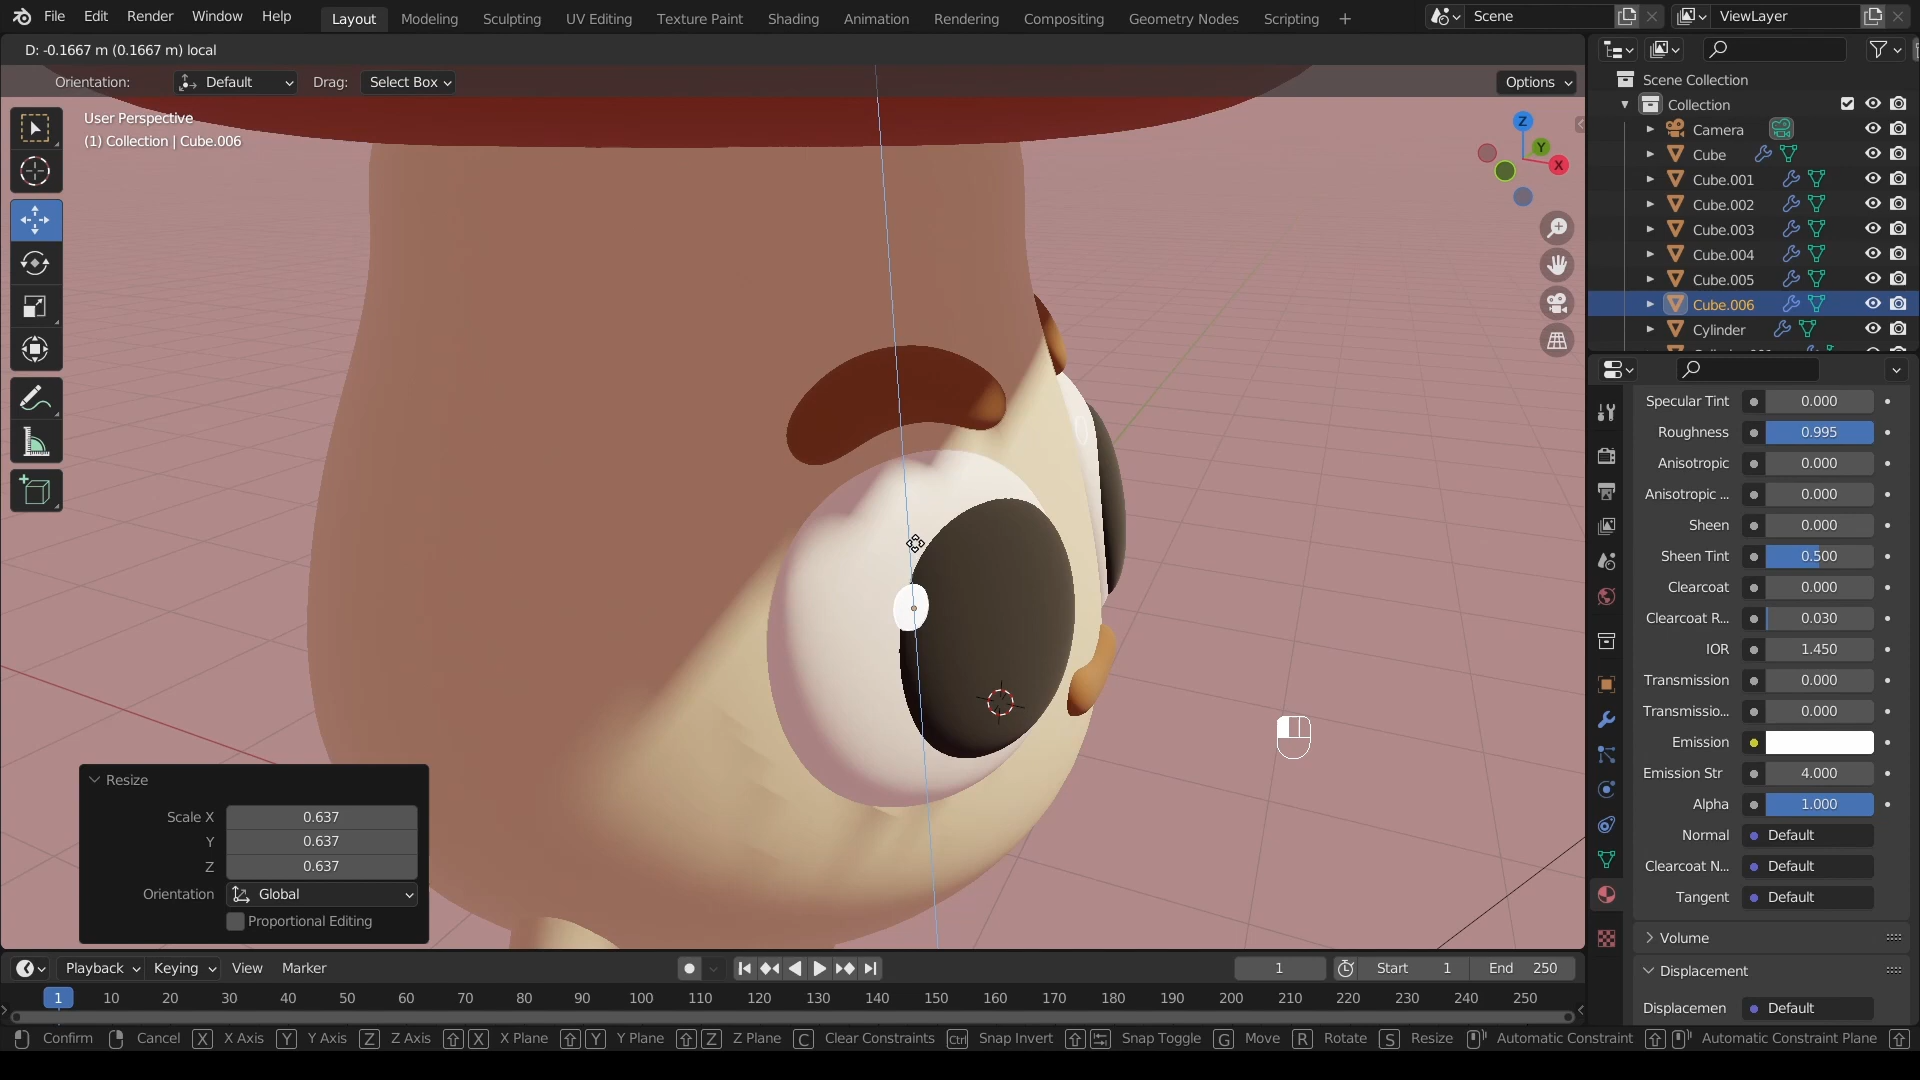 File Edit Render Window Help Layout Modeling Sculpting UV Editing Texture Paint Shading Animation Rendering Compositing Geometry Nodes Scripting + Scene ViewLayer
D: -0.1667 m (0.1667 m) local
Orientation: Default Drag: Select Box Options
User Perspective
(1) Collection | Cube.006
Z
Y
X
Scene Collection
Collection
Camera
Cube
Cube.001
Cube.002
Cube.003
Cube.004
Cube.005
Cube.006
Cylinder
Specular Tint 0.000
Roughness 0.995
Anisotropic 0.000
Anisotropic ... 0.000
Sheen 0.000
Sheen Tint 0.500
Clearcoat 0.000
Clearcoat R... 0.030
IOR 1.450
Transmission 0.000
Transmissio... 0.000
Emission
Emission Str 4.000
Alpha 1.000
Normal Default
Clearcoat N... Default
Tangent Default
Volume
Displacement
Displacemen Default
Resize
Scale X 0.637
Y 0.637
Z 0.637
Orientation Global
Proportional Editing
Playback Keying View Marker 1 Start 1 End 250
1 10 20 30 40 50 60 70 80 90 100 110 120 130 140 150 160 170 180 190 200 210 220 230 240 250
Confirm Cancel X X Axis Y Y Axis Z Z Axis X X Plane Y Y Plane Z Z Plane C Clear Constraints Ctrl Snap Invert Snap Toggle G Move R Rotate S Resize Automatic Constraint Automatic Constraint Plane